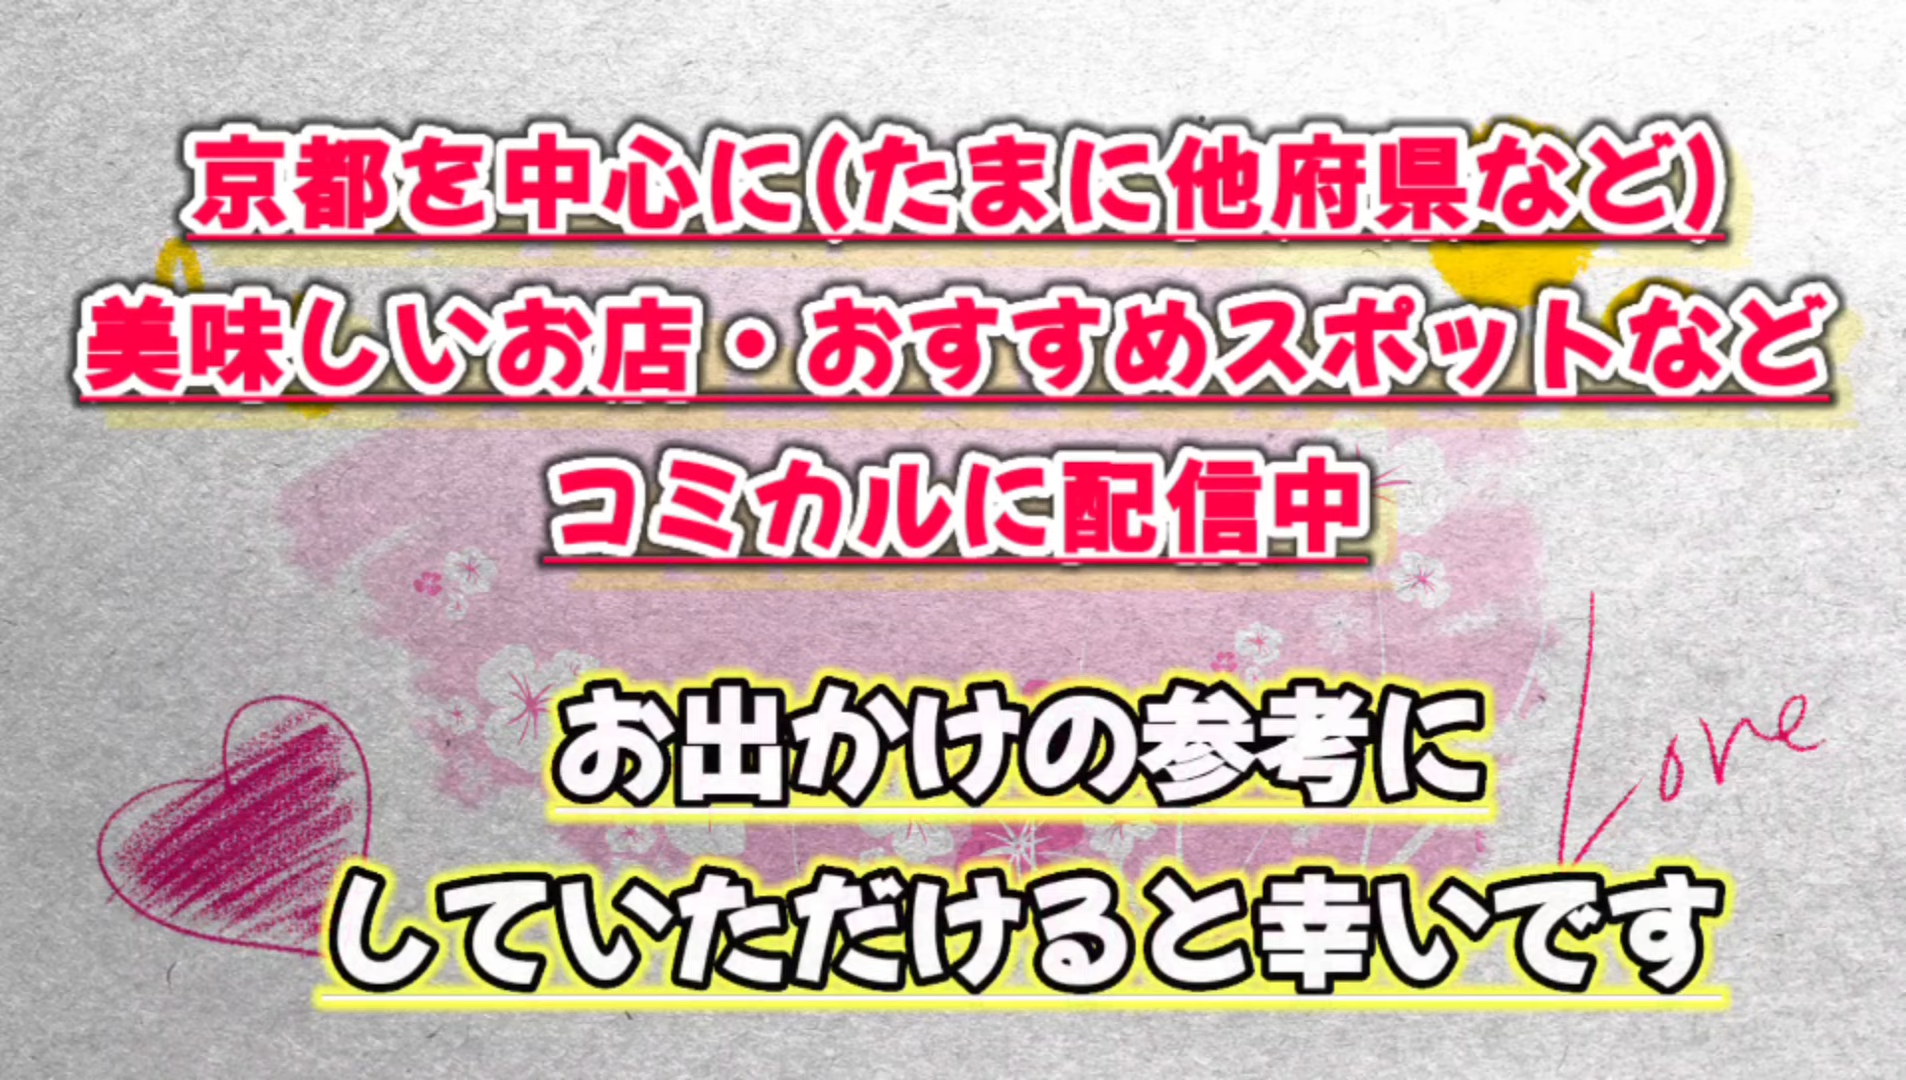 京都を中心に(たまに他府県など)
美味しいお店・おすすめスポットなど
コミカルに配信中
お出かけの参考に
していただけると幸いです
Love